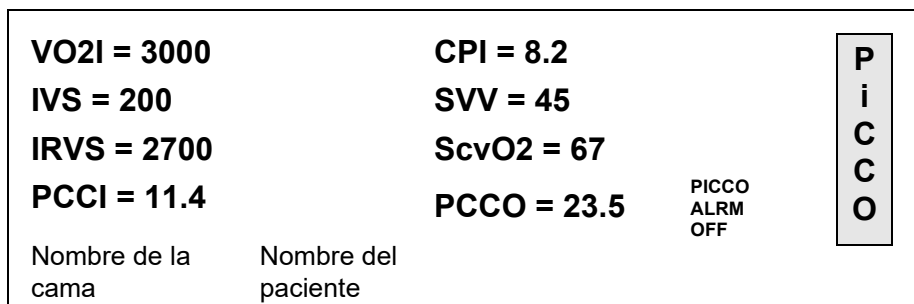 VO2I = 3000
IVS = 200
IRVS = 2700
PCCI = 11.4
CPI = 8.2
SVV = 45
ScvO2 = 67
PCCO = 23.5
PICCO
ALRM
OFF
P
i
C
C
O
Nombre de la
cama
Nombre del
paciente